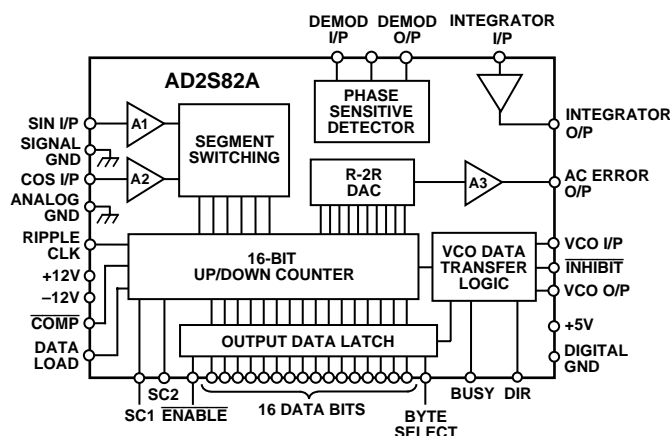 DEMOD
I/P
DEMOD
O/P
INTEGRATOR
I/P
AD2S82A
PHASE
SENSITIVE
DETECTOR
INTEGRATOR
O/P
SIN I/P
A1
SEGMENT
SWITCHING
SIGNAL
GND
COS I/P
A2
R-2R
DAC
A3
AC ERROR
O/P
ANALOG
GND
RIPPLE
CLK
16-BIT
UP/DOWN COUNTER
VCO DATA
TRANSFER
LOGIC
VCO I/P
INHIBIT
VCO O/P
+12V
–12V
COMP
DATA
LOAD
OUTPUT DATA LATCH
+5V
DIGITAL
GND
SC1
SC2
ENABLE
16 DATA BITS
BYTE
SELECT
BUSY
DIR